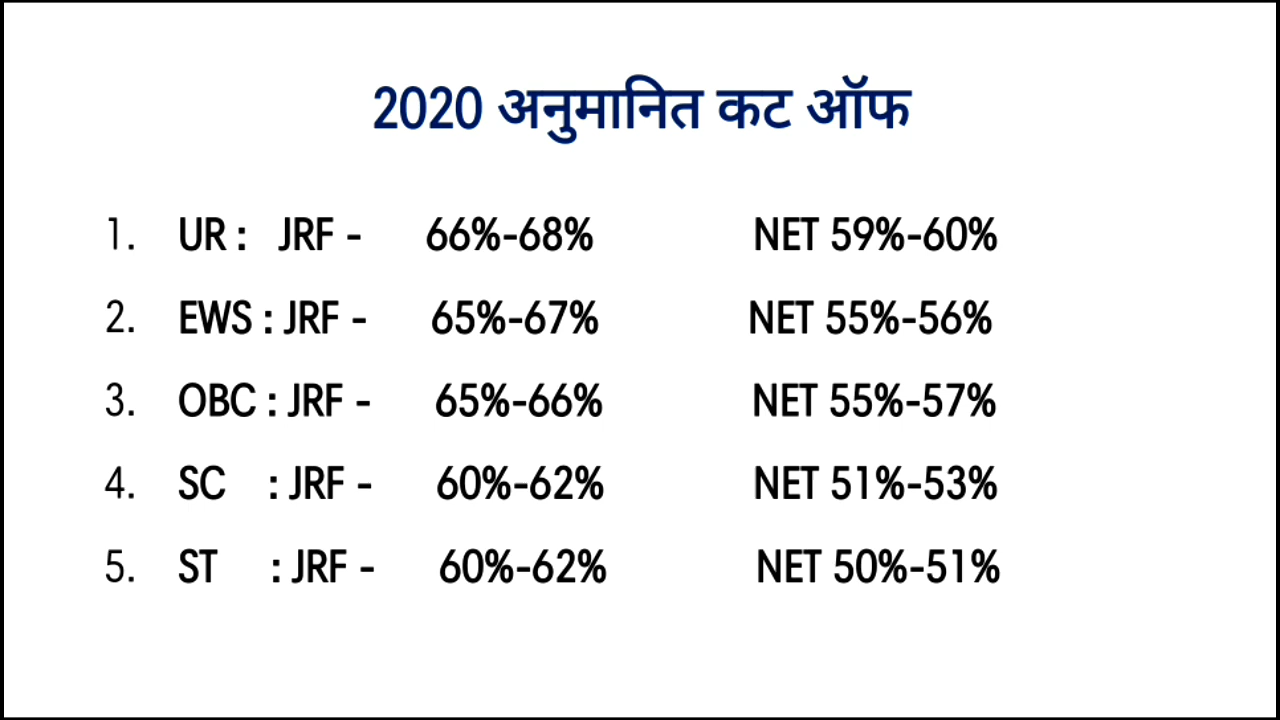 2020 अनुमानित कट ऑफ
1. UR : JRF - 66%-68% NET 59%-60%
2. EWS : JRF - 65%-67% NET 55%-56%
3. OBC : JRF - 65%-66% NET 55%-57%
4. SC : JRF - 60%-62% NET 51%-53%
5. ST : JRF - 60%-62% NET 50%-51%